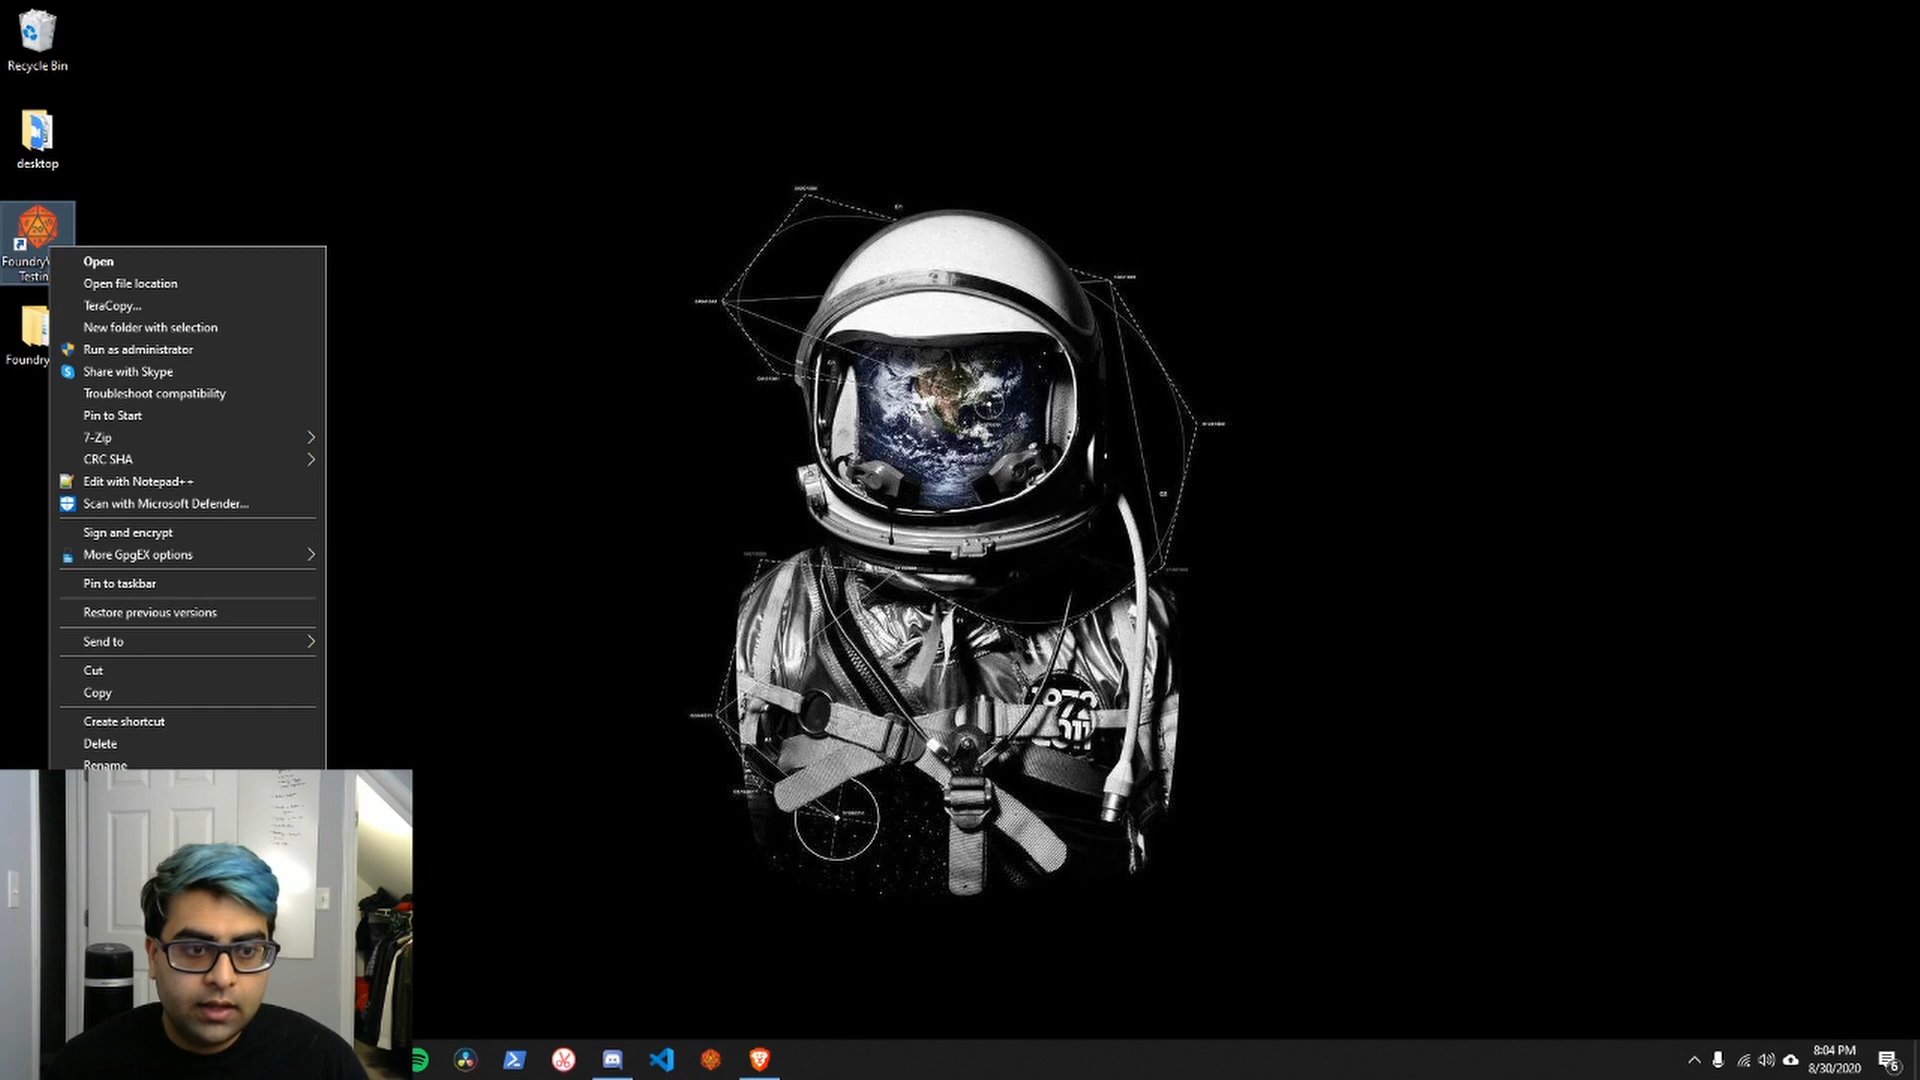 Recycle Bin
desktop
20
Foundry
Testin
Foundry
Open
Open file location
TeraCopy...
New folder with selection
Run as administrator
Share with Skype
Troubleshoot compatibility
Pin to Start
7-Zip
CRC SHA
Edit with Notepad++
Scan with Microsoft Defender...
Sign and encrypt
More GpgEX options
Pin to taskbar
Restore previous versions
Send to
Cut
Copy
Create shortcut
Delete
Rename
8:04 PM
8/30/2020
6